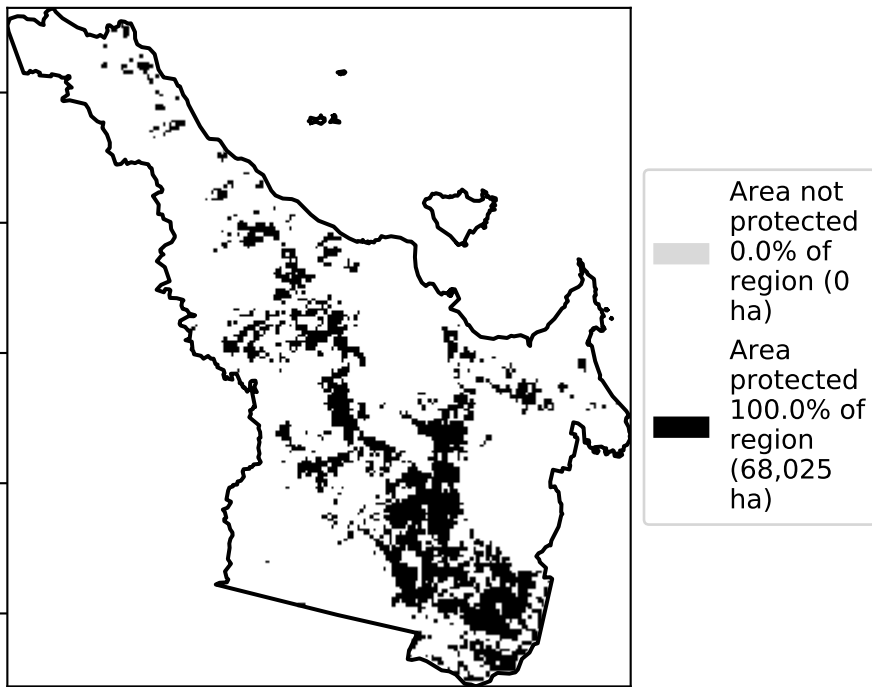 Area not
protected
0.0% of
region (0
ha)
Area
protected
100.0% of
region
(68,025
ha)